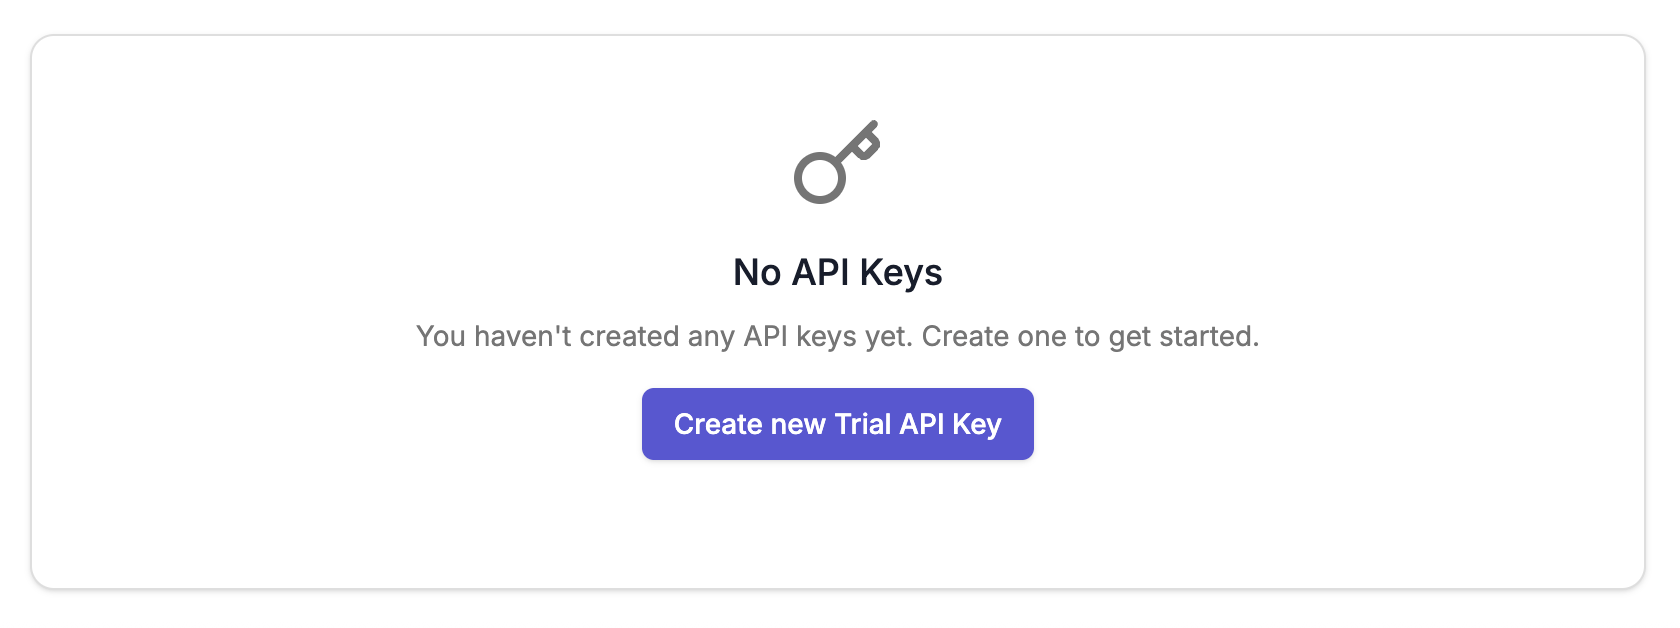 No API Keys
You haven't created any API keys yet. Create one to get started.
Create new Trial API Key